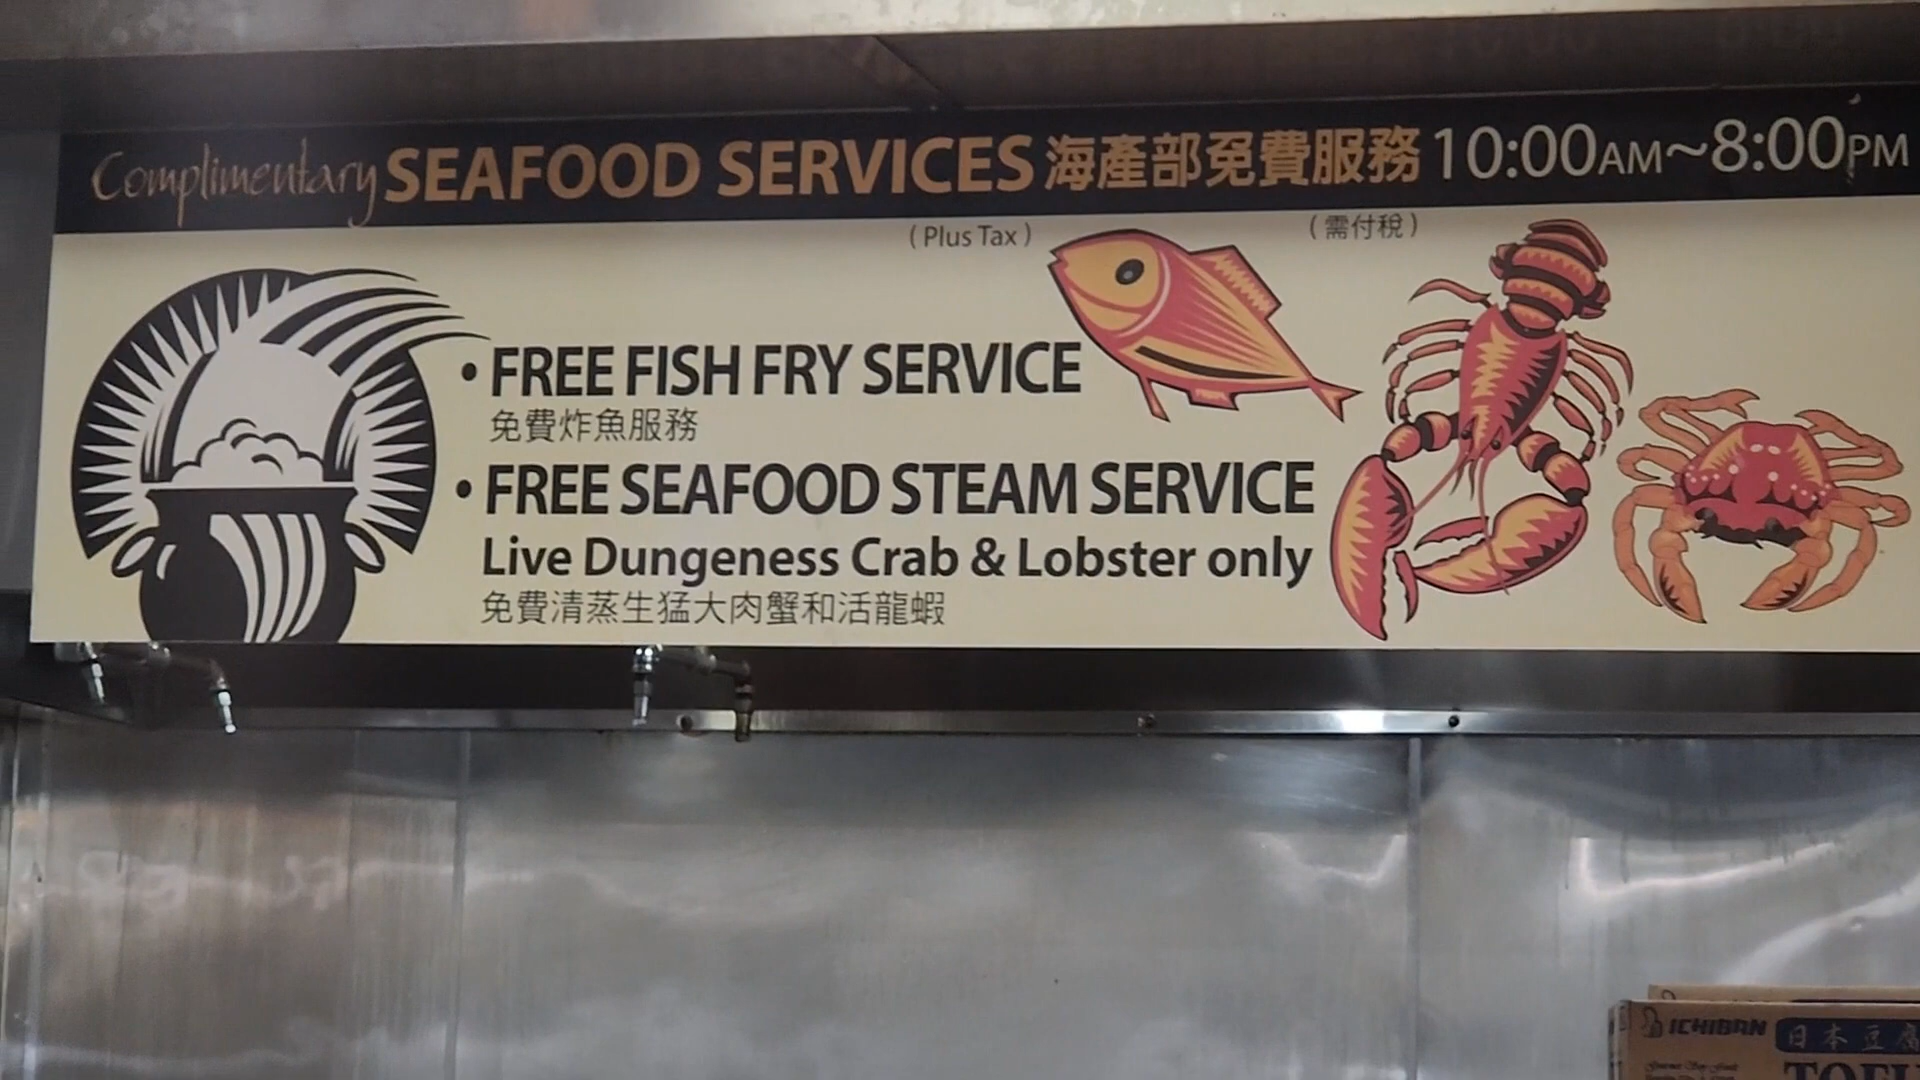 Complimentary SEAFOOD SERVICES 海產部免費服務 10:00AM~8:00PM
(Plus Tax) (需付稅)
• FREE FISH FRY SERVICE
免費炸魚服務
• FREE SEAFOOD STEAM SERVICE
Live Dungeness Crab & Lobster only
免費清蒸生猛大肉蟹和活龍蝦
ICHIBAN 日本豆腐
TOFU